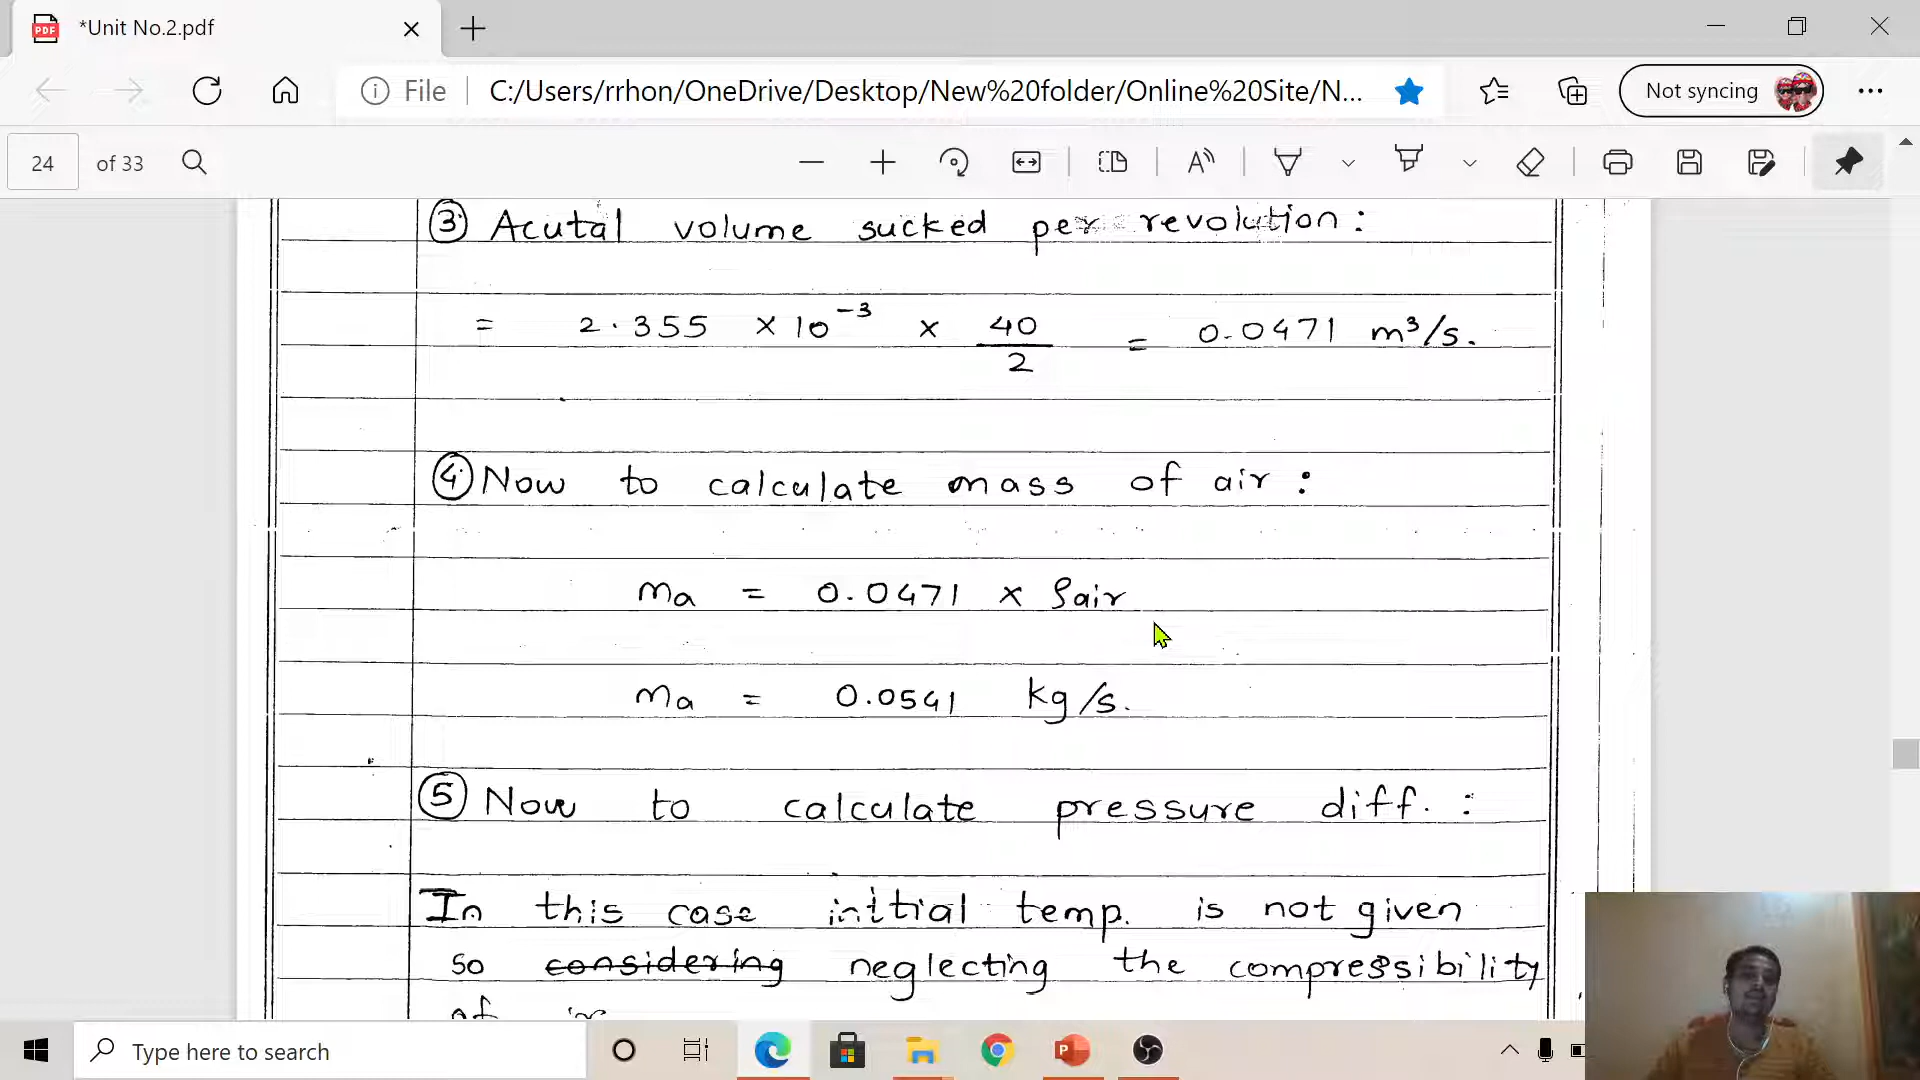 *Unit No.2.pdf
File
C:/Users/rrhon/OneDrive/Desktop/New%20folder/Online%20Site/N...
Not syncing
24 of 33
③ Acutal volume sucked per revolution :
= 2.355 × 10⁻³ × 40/2 = 0.0471 m³/s.
④ Now to calculate mass of air :
ma = 0.0471 × ρair
ma = 0.0541 kg/s.
⑤ Now to calculate pressure diff. :
In this case initial temp. is not given
so considering neglecting the compressibility
of
Type here to search